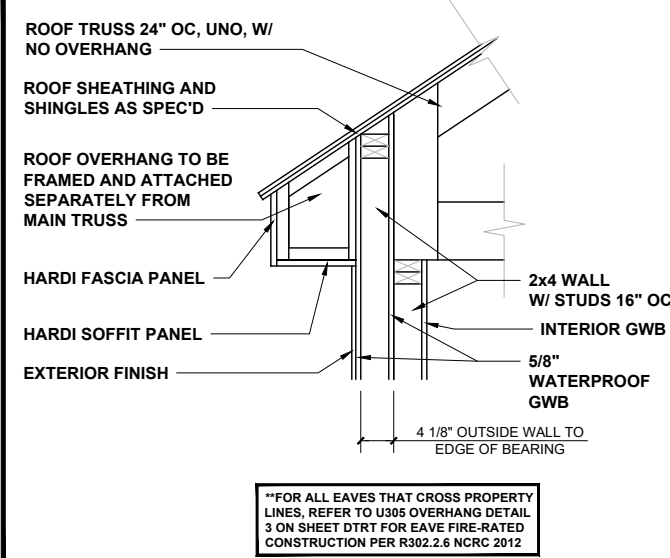 ROOF TRUSS 24" OC, UNO, W/
NO OVERHANG
ROOF SHEATHING AND
SHINGLES AS SPEC'D
ROOF OVERHANG TO BE
FRAMED AND ATTACHED
SEPARATELY FROM
MAIN TRUSS
HARDI FASCIA PANEL
HARDI SOFFIT PANEL
EXTERIOR FINISH
2x4 WALL
W/ STUDS 16" OC
INTERIOR GWB
5/8"
WATERPROOF
GWB
4 1/8" OUTSIDE WALL TO
EDGE OF BEARING
**FOR ALL EAVES THAT CROSS PROPERTY
LINES, REFER TO U305 OVERHANG DETAIL
3 ON SHEET DTRT FOR EAVE FIRE-RATED
CONSTRUCTION PER R302.2.6 NCRC 2012